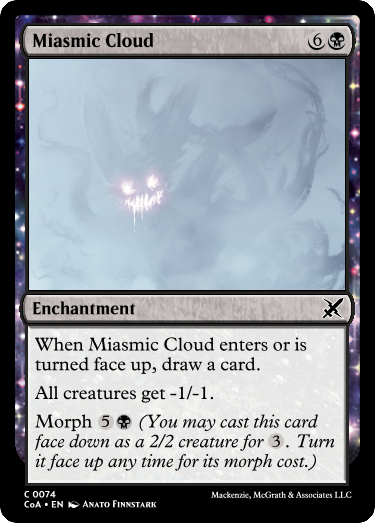 Miasmic Cloud 6
Enchantment
When Miasmic Cloud enters or is
turned face up, draw a card.
All creatures get -1/-1.
Morph 5 (You may cast this card
face down as a 2/2 creature for 3. Turn
it face up any time for its morph cost.)
C 0074
CoA • EN Anato Finnstark
Mackenzie, McGrath & Associates LLC